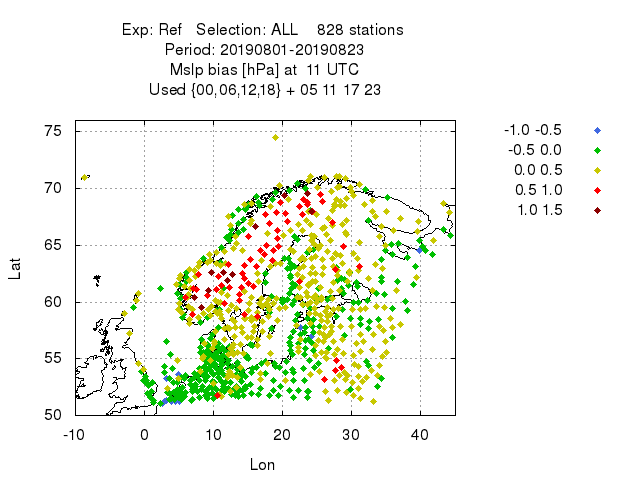 Exp: Ref   Selection: ALL    828 stations
Period: 20190801-20190823
Mslp bias [hPa] at  11 UTC
Used {00,06,12,18} + 05 11 17 23
-1.0 -0.5
-0.5 0.0
0.0 0.5
0.5 1.0
1.0 1.5
75
70
65
60
55
50
Lat
-10 0 10 20 30 40
Lon